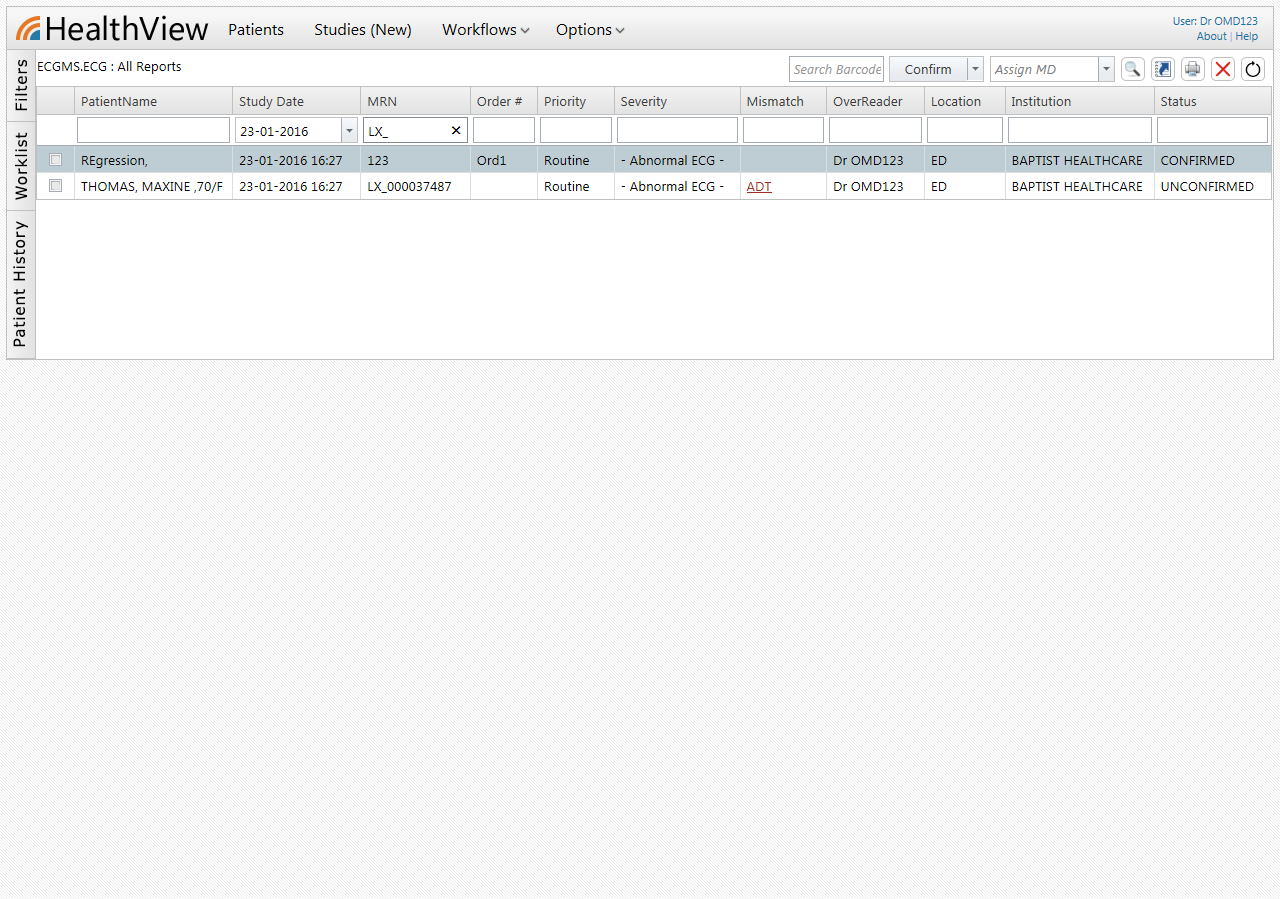 HealthView Patients Studies (New) Workflows Options User: Dr OMD123
About | Help
Filters
Worklist
Patient History
ECGMS.ECG : All Reports Search Barcode Confirm Assign MD
PatientName Study Date MRN Order # Priority Severity Mismatch OverReader Location Institution Status
23-01-2016 LX_ ✕
REgression, 23-01-2016 16:27 123 Ord1 Routine - Abnormal ECG - Dr OMD123 ED BAPTIST HEALTHCARE CONFIRMED
THOMAS, MAXINE ,70/F 23-01-2016 16:27 LX_000037487 Routine - Abnormal ECG - ADT Dr OMD123 ED BAPTIST HEALTHCARE UNCONFIRMED